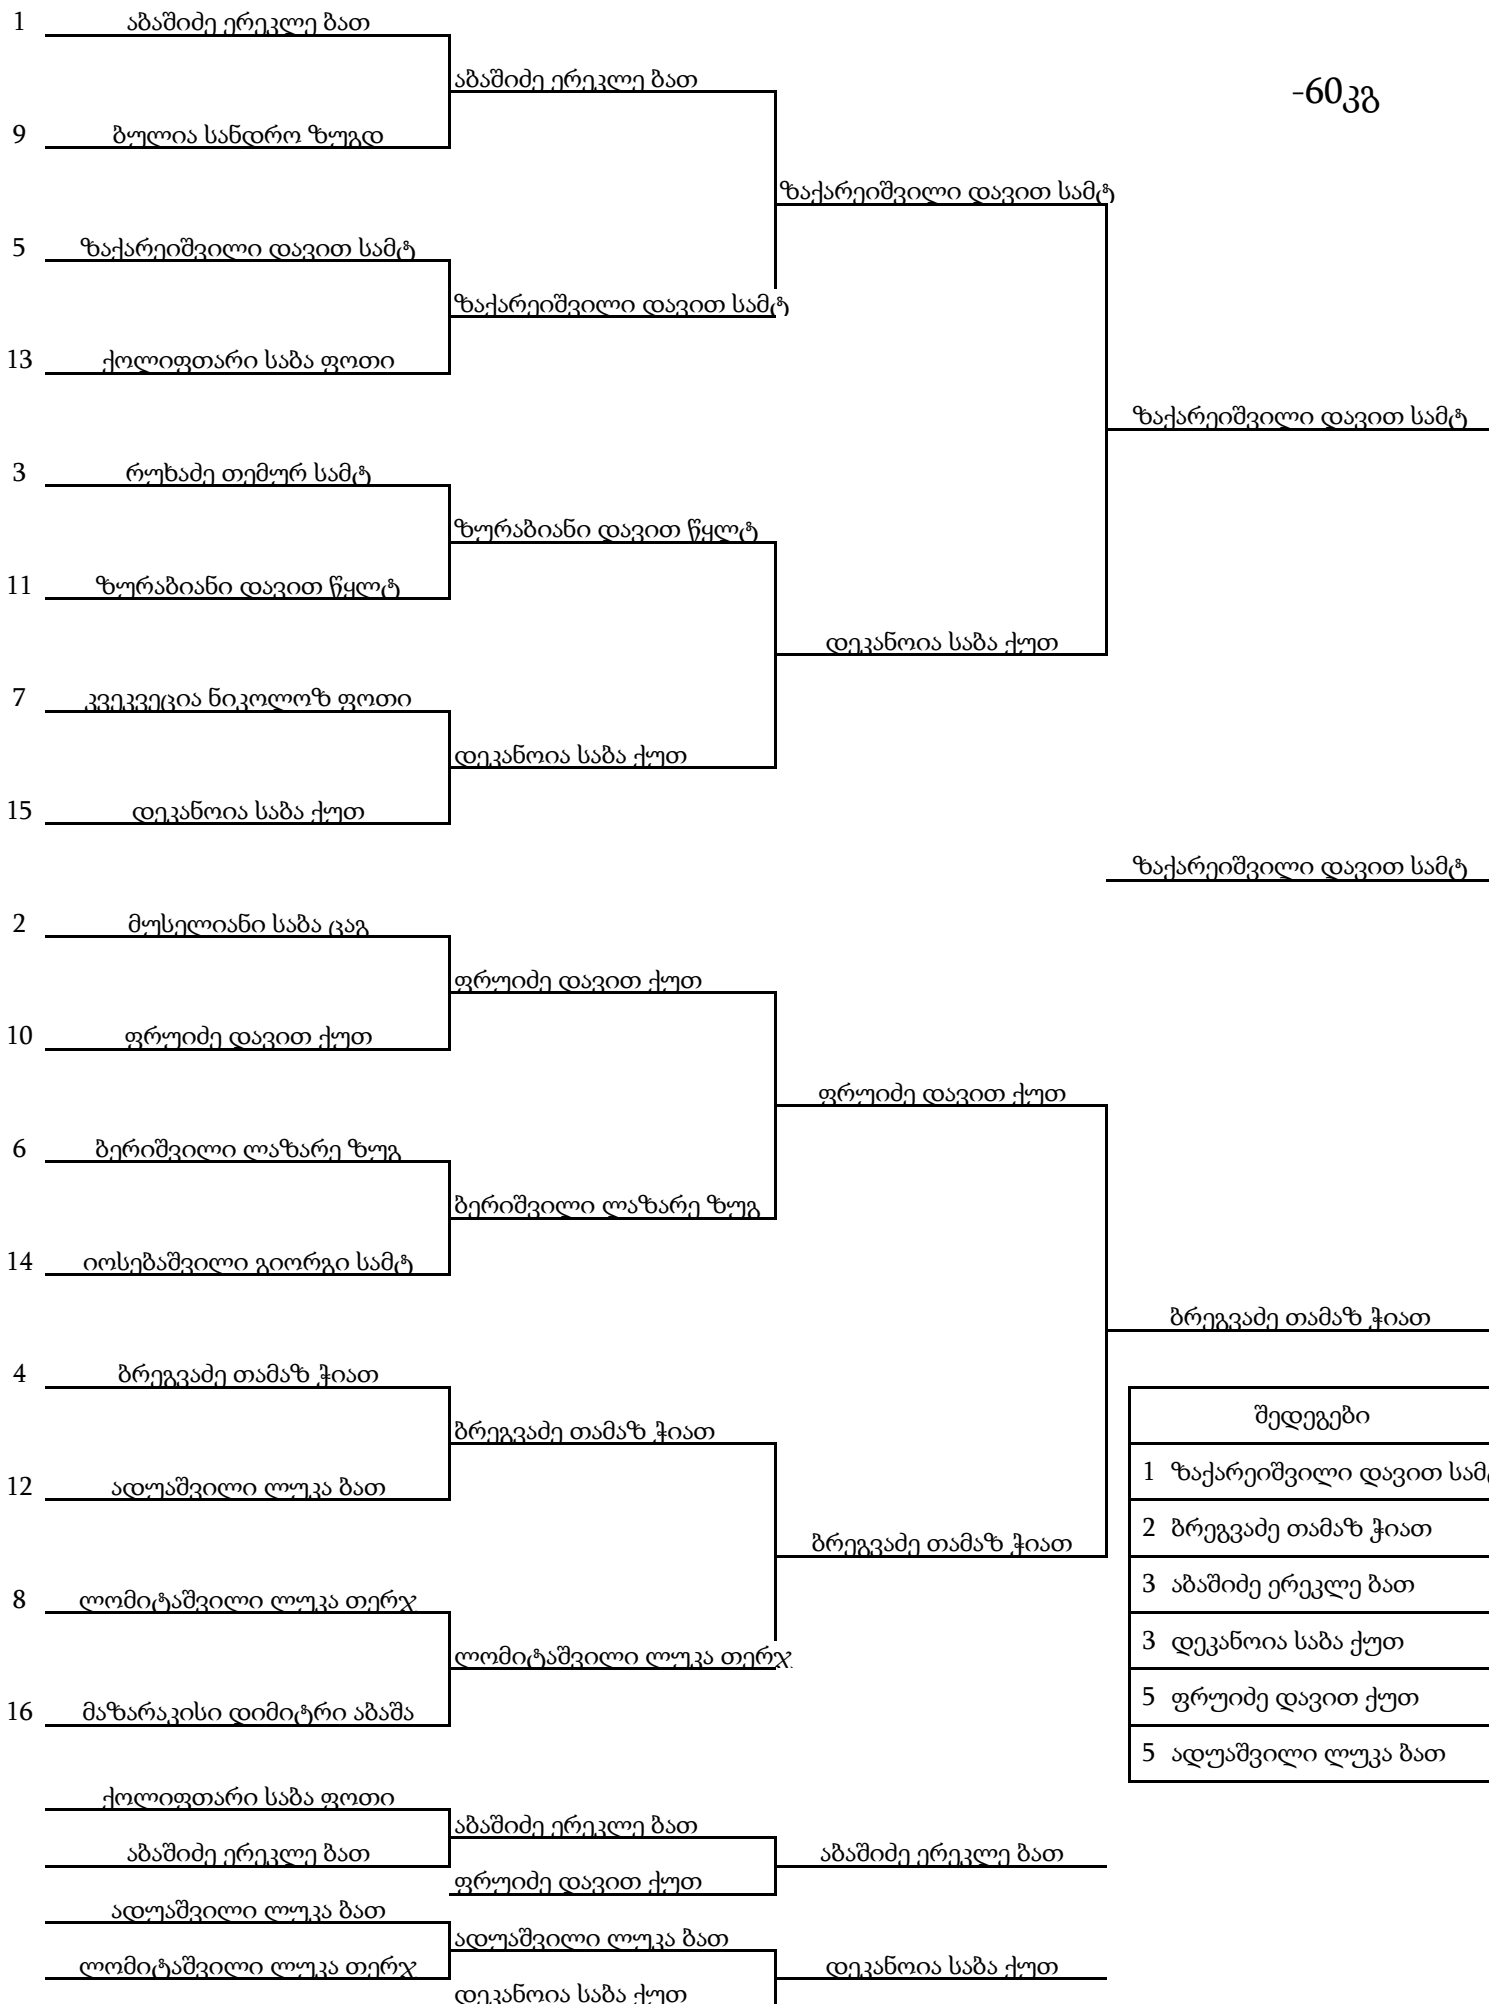 1 აბაშიძე ერეკლე ბათ
აბაშიძე ერეკლე ბათ
-60კგ
9 ბულია სანდრო ზუგდ
ზაქარეიშვილი დავით სამტ
5 ზაქარეიშვილი დავით სამტ
ზაქარეიშვილი დავით სამტ
13 ქოლიფთარი საბა ფოთი
ზაქარეიშვილი დავით სამტ
3 რუხაძე თემურ სამტ
ზურაბიანი დავით წყლტ
11 ზურაბიანი დავით წყლტ
დეკანოია საბა ქუთ
7 კვეკვეცია ნიკოლოზ ფოთი
დეკანოია საბა ქუთ
15 დეკანოია საბა ქუთ
ზაქარეიშვილი დავით სამტ
2 მუსელიანი საბა ცაგ
ფრუიძე დავით ქუთ
10 ფრუიძე დავით ქუთ
ფრუიძე დავით ქუთ
6 ბერიშვილი ლაზარე ზუგ
ბერიშვილი ლაზარე ზუგ
14 იოსებაშვილი გიორგი სამტ
ბრეგვაძე თამაზ ჭიათ
4 ბრეგვაძე თამაზ ჭიათ
შედეგები
ბრეგვაძე თამაზ ჭიათ
1 ზაქარეიშვილი დავით სამტ
12 ადუაშვილი ლუკა ბათ
2 ბრეგვაძე თამაზ ჭიათ
ბრეგვაძე თამაზ ჭიათ
3 აბაშიძე ერეკლე ბათ
8 ლომიტაშვილი ლუკა თერჯ
3 დეკანოია საბა ქუთ
ლომიტაშვილი ლუკა თერჯ
5 ფრუიძე დავით ქუთ
16 მაზარაკისი დიმიტრი აბაშა
5 ადუაშვილი ლუკა ბათ
ქოლიფთარი საბა ფოთი
აბაშიძე ერეკლე ბათ
აბაშიძე ერეკლე ბათ
აბაშიძე ერეკლე ბათ
ფრუიძე დავით ქუთ
ადუაშვილი ლუკა ბათ
ადუაშვილი ლუკა ბათ
ლომიტაშვილი ლუკა თერჯ
დეკანოია საბა ქუთ
დეკანოია საბა ქუთ